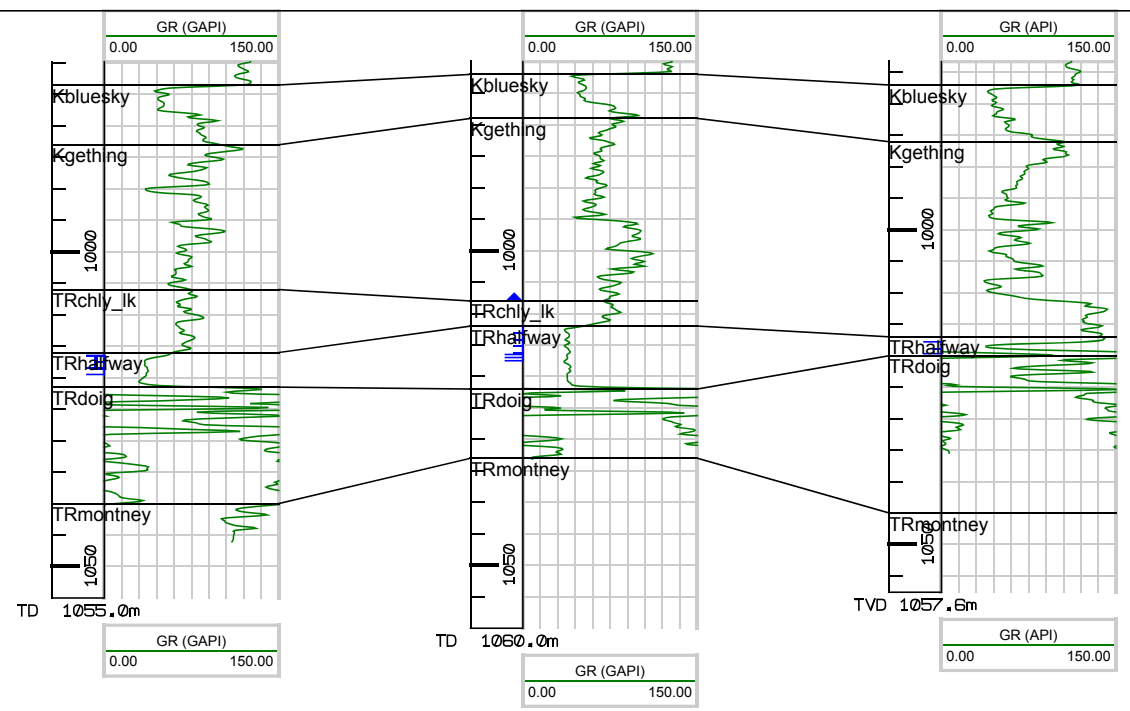 GR (GAPI)
0.00 150.00
GR (GAPI)
0.00 150.00
GR (API)
0.00 150.00
Kbluesky
Kgething
1000
TRchly_lk
TRhalfway
TRdoig
TRmontney
1050
TD 1055.0m
GR (GAPI)
0.00 150.00
Kbluesky
Kgething
1000
TRchly_lk
TRhalfway
TRdoig
TRmontney
1050
TD 1060.0m
GR (GAPI)
0.00 150.00
Kbluesky
Kgething
1000
TRhalfway
TRdoig
TRmontney
1050
TVD 1057.6m
GR (API)
0.00 150.00